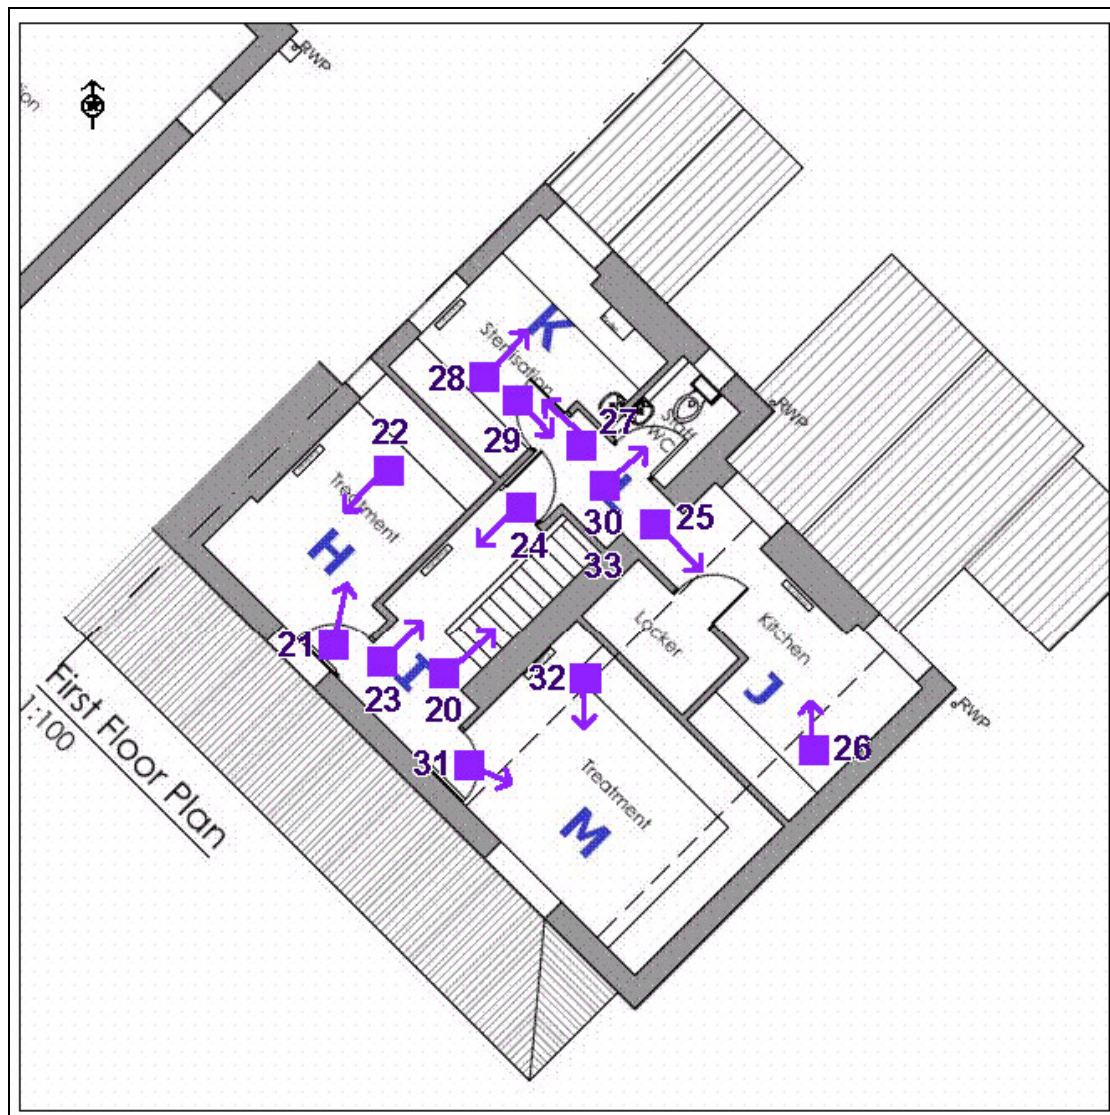 RWP
K
Sterilisation
28
27
29
Staff
WC
RWP
22
Treatment
H
24
30
25
33
Locker
Kitchen
J
21
23
I
20
32
31
26
RWP
Treatment
M
First Floor Plan
1:100